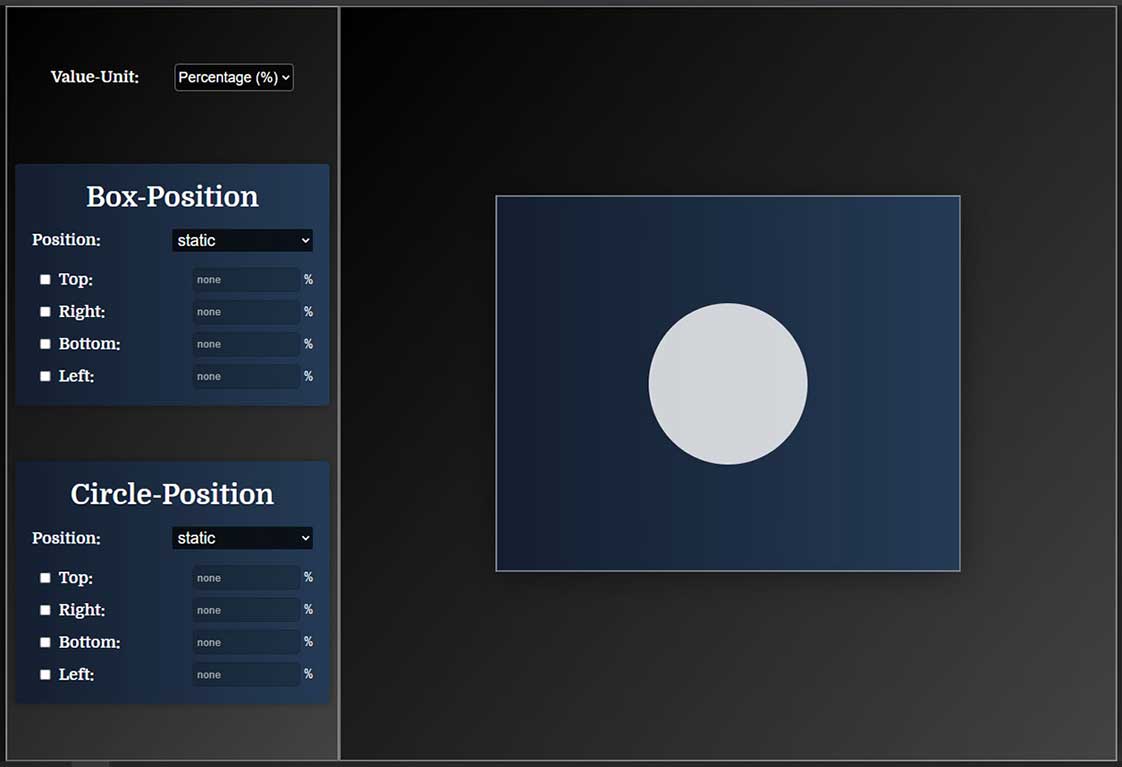 Value-Unit: Percentage (%)
Box-Position
Position: static
Top: none %
Right: none %
Bottom: none %
Left: none %
Circle-Position
Position: static
Top: none %
Right: none %
Bottom: none %
Left: none %